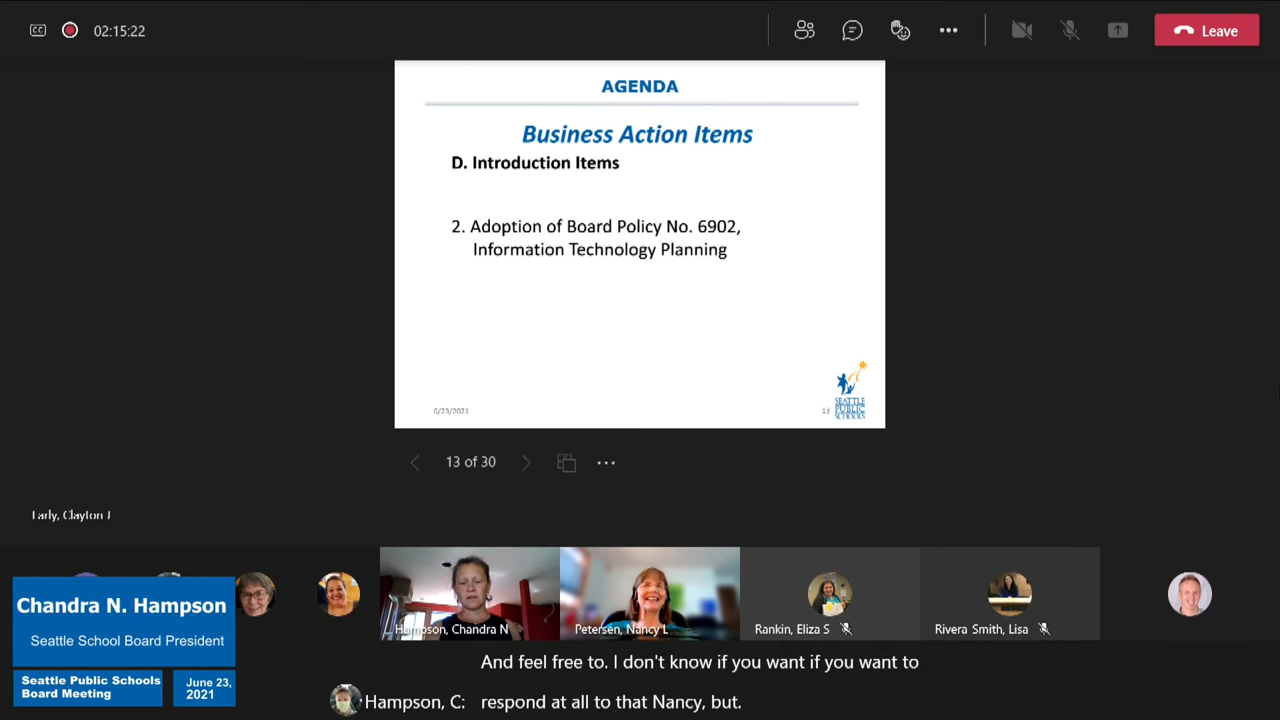 CC
02:15:22
Leave
AGENDA
Business Action Items
D. Introduction Items
2. Adoption of Board Policy No. 6902,
Information Technology Planning
6/23/2021
13
SEATTLE
PUBLIC
SCHOOLS
13 of 30
Early, Clayton J
Hampson, Chandra N
Petersen, Nancy L
Rankin, Eliza S
Rivera Smith, Lisa
Chandra N. Hampson
Seattle School Board President
Seattle Public Schools
Board Meeting
June 23,
2021
And feel free to. I don't know if you want if you want to
Hampson, C: respond at all to that Nancy, but.